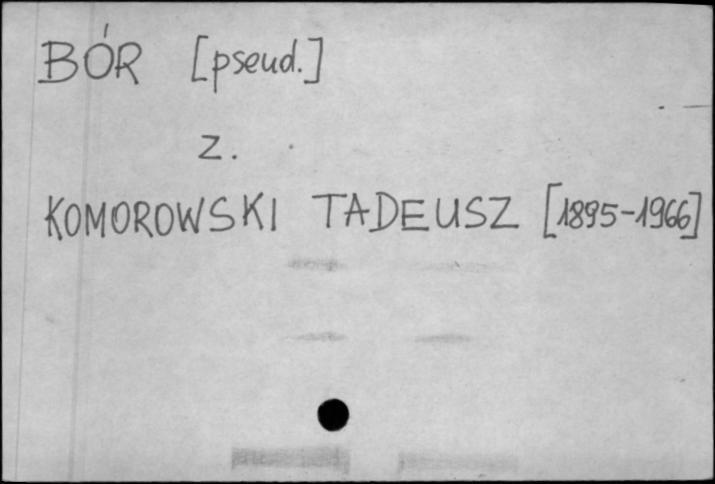 BÓR [pseud.]
z.
KOMOROWSKI TADEUSZ [1895-1966]